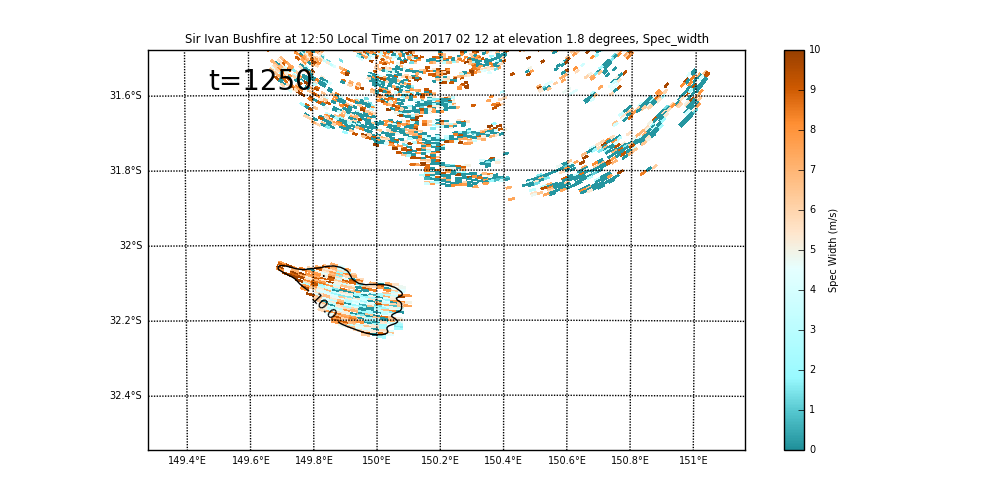 Sir Ivan Bushfire at 12:50 Local Time on 2017 02 12 at elevation 1.8 degrees, Spec_width
t=1250
31.6°S
31.8°S
32°S
32.2°S
32.4°S
10.0
149.4°E 149.6°E 149.8°E 150°E 150.2°E 150.4°E 150.6°E 150.8°E 151°E
10
9
8
7
6
5
4
3
2
1
0
Spec Width (m/s)